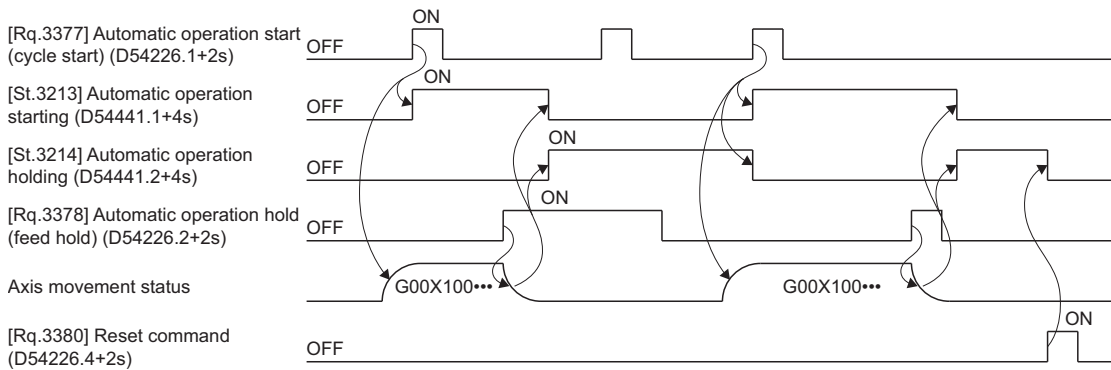 ON
[Rq.3377] Automatic operation start
(cycle start) (D54226.1+2s)
OFF
ON
[St.3213] Automatic operation
starting (D54441.1+4s)
OFF
[St.3214] Automatic operation
holding (D54441.2+4s)
OFF
ON
[Rq.3378] Automatic operation hold
(feed hold) (D54226.2+2s)
OFF
ON
Axis movement status
G00X100•••
G00X100•••
[Rq.3380] Reset command
(D54226.4+2s)
OFF
ON